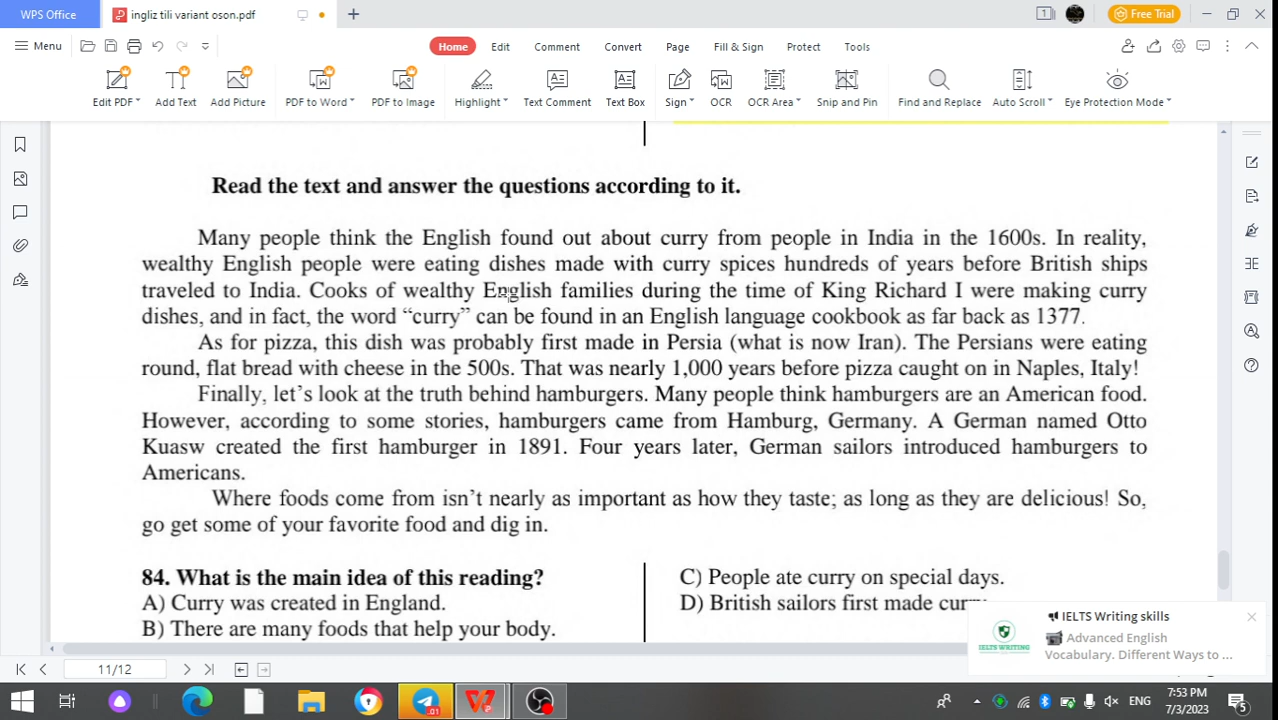 WPS Office
ingliz tili variant oson.pdf
Free Trial
Menu
Home Edit Comment Convert Page Fill & Sign Protect Tools
Edit PDF Add Text Add Picture PDF to Word PDF to Image Highlight Text Comment Text Box Sign OCR OCR Area Snip and Pin Find and Replace Auto Scroll Eye Protection Mode
Read the text and answer the questions according to it.
Many people think the English found out about curry from people in India in the 1600s. In reality,
wealthy English people were eating dishes made with curry spices hundreds of years before British ships
traveled to India. Cooks of wealthy English families during the time of King Richard I were making curry
dishes, and in fact, the word “curry” can be found in an English language cookbook as far back as 1377.
As for pizza, this dish was probably first made in Persia (what is now Iran). The Persians were eating
round, flat bread with cheese in the 500s. That was nearly 1,000 years before pizza caught on in Naples, Italy!
Finally, let’s look at the truth behind hamburgers. Many people think hamburgers are an American food.
However, according to some stories, hamburgers came from Hamburg, Germany. A German named Otto
Kuasw created the first hamburger in 1891. Four years later, German sailors introduced hamburgers to
Americans.
Where foods come from isn’t nearly as important as how they taste; as long as they are delicious! So,
go get some of your favorite food and dig in.
84. What is the main idea of this reading?
A) Curry was created in England.
B) There are many foods that help your body.
C) People ate curry on special days.
D) British sailors first made
IELTS Writing skills
Advanced English
Vocabulary. Different Ways to ...
IELTS WRITING
11/12
.01
ENG
7:53 PM
7/3/2023
5